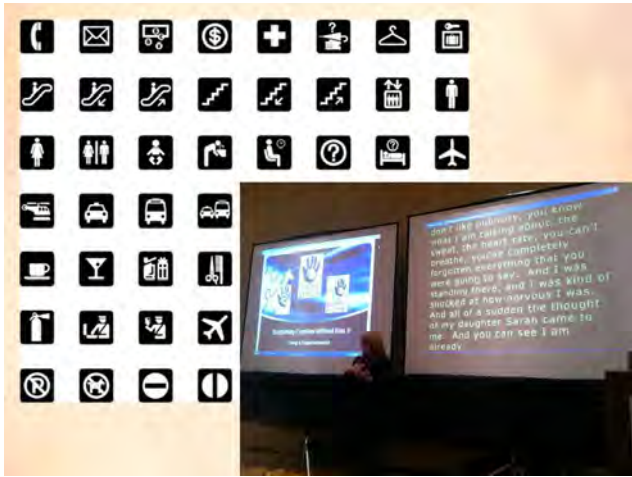 don't like you know
what I am talking about, the
sweat, the heart rate, you can't
breathe, you've completely
forgotten everything that you
were going to say. And I was
standing there, and I was kind of
shocked at how nervous I was.
And all of a sudden the thought
of my daughter Sarah came to
me. And you can see I am
already